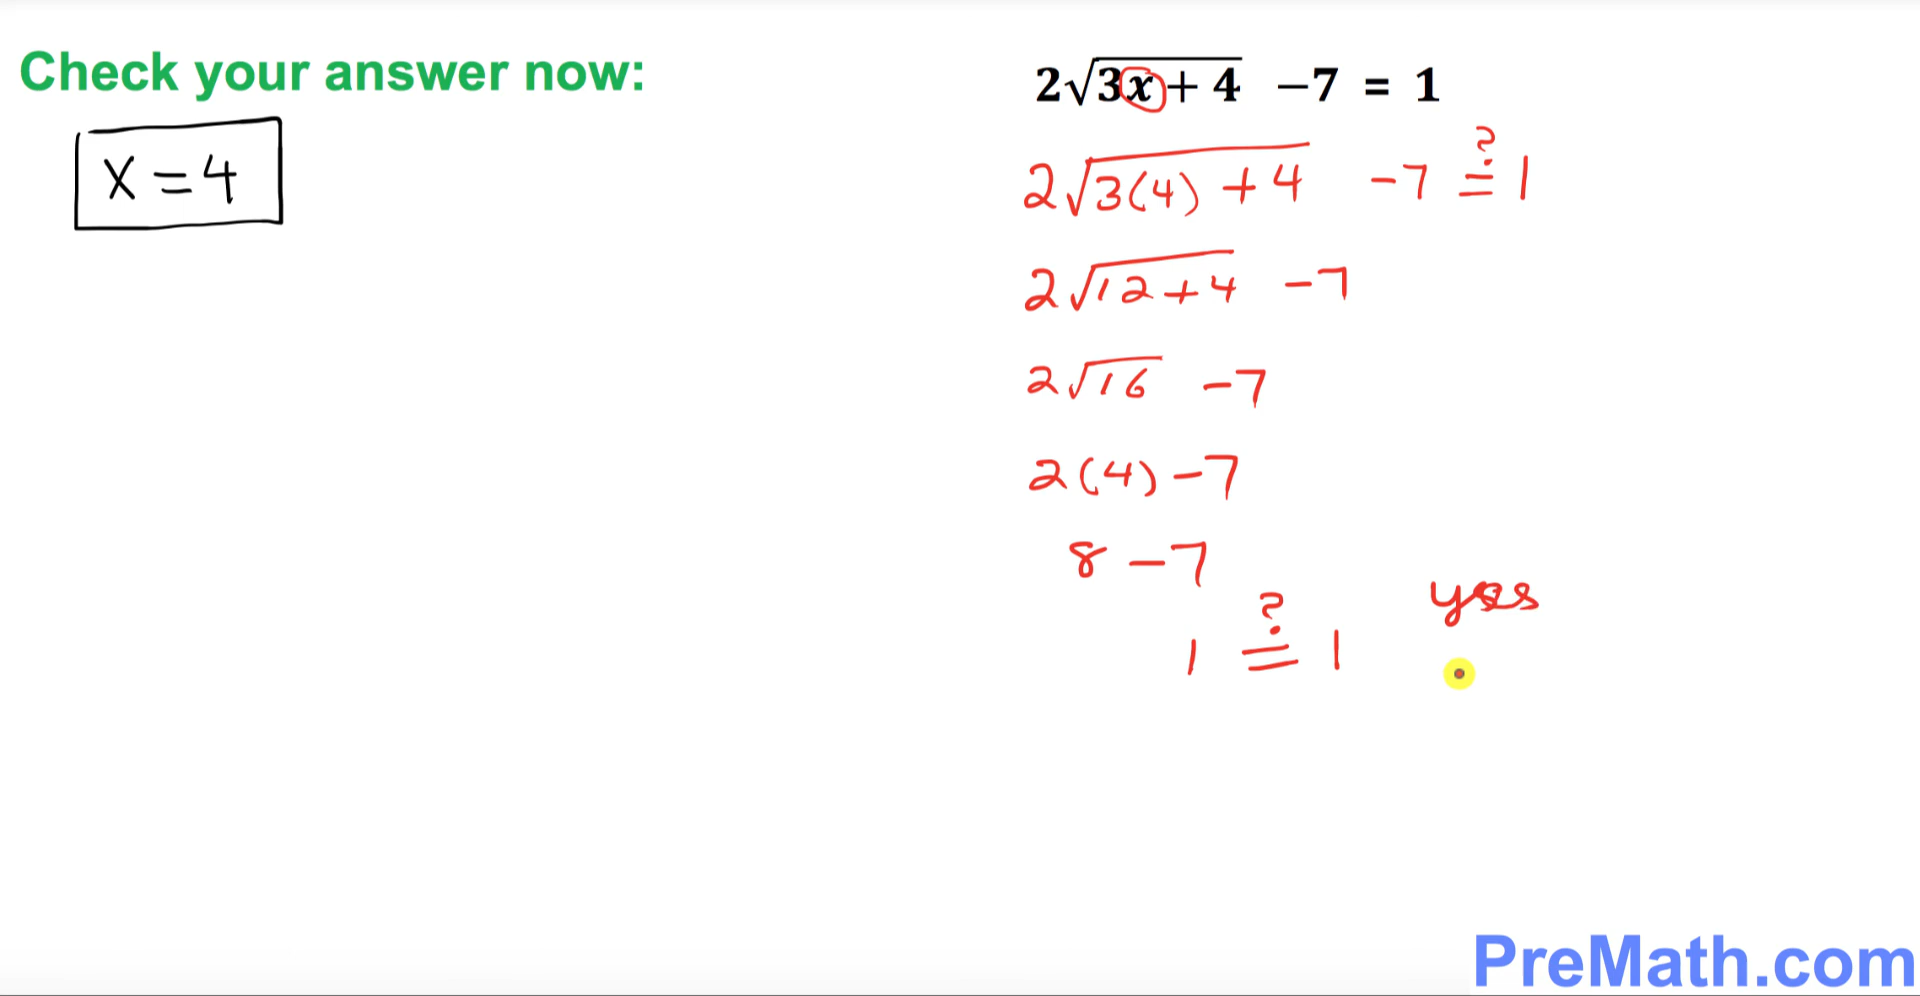 Check your answer now:
x = 4
2√3x + 4 −7 = 1
2√3(4) + 4 −7 ≟ 1
2√12+4 −7
2√16 −7
2(4) −7
8 −7
1 ≟ 1
yes
PreMath.com